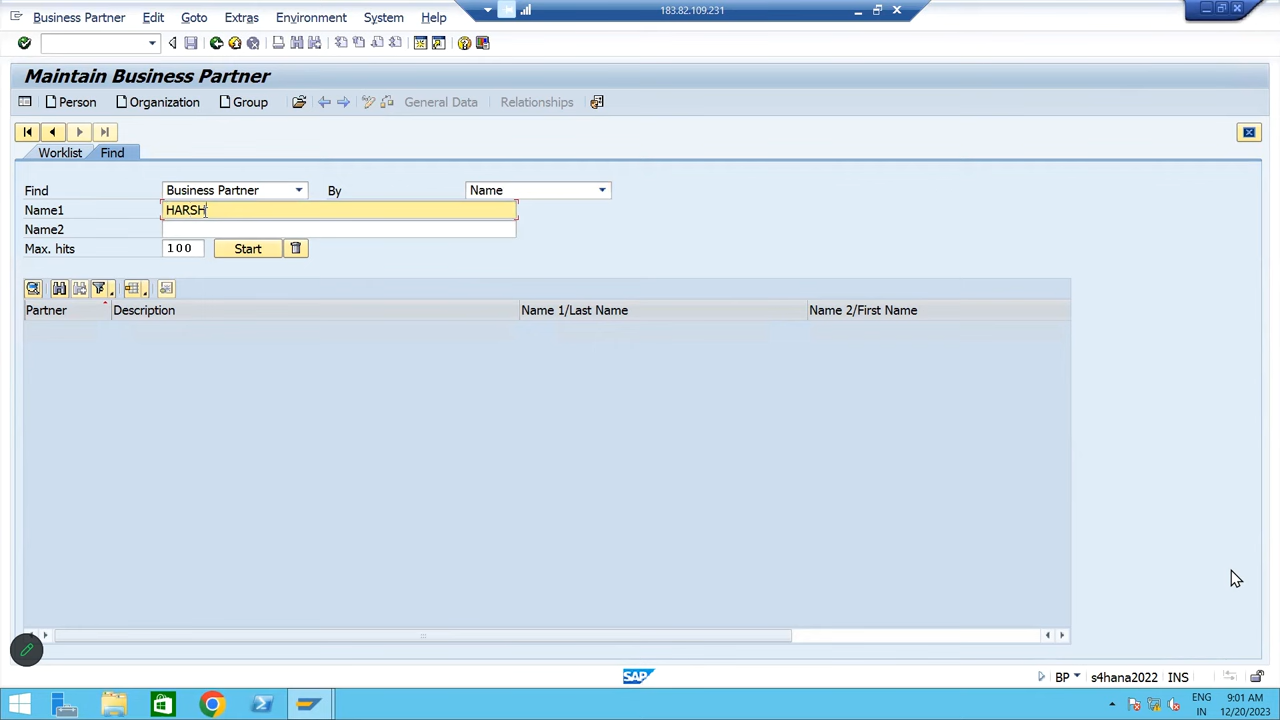 183.82.109.231
Business Partner Edit Goto Extras Environment System Help
Maintain Business Partner
Person Organization Group General Data Relationships
Worklist Find
Find Business Partner By Name
Name1 HARSH
Name2
Max. hits 100 Start
Partner Description Name 1/Last Name Name 2/First Name
SAP BP s4hana2022 INS
ENG 9:01 AM
IN 12/20/2023